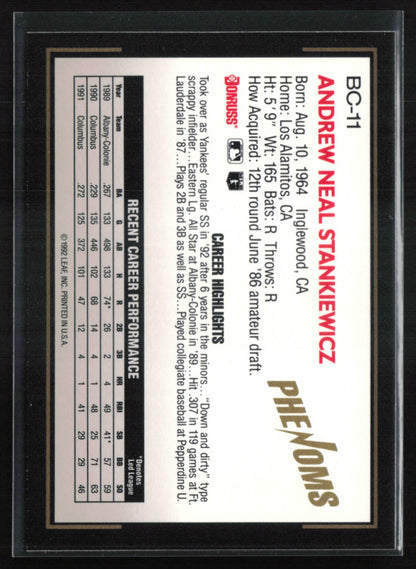 BC-11
ANDREW NEAL STANKIEWICZ
Born: Aug. 10, 1964 Inglewood, CA
Home: Los Alamitos, CA
Ht: 5' 9" Wt: 165 Bats: R Throws: R
How Acquired: 12th round June '86 amateur draft.
PHENOMS
DONRUSS
CAREER HIGHLIGHTS
Took over as Yankees' regular SS in '92 after 6 years in the minors... "Down and dirty" type
scrappy infielder... Eastern Lg. All Star at Albany-Colonie in '89... Hit .307 in 119 games at Ft.
Lauderdale in '87... Plays 2B and 3B as well as SS... Played collegiate baseball at Pepperdine U.
RECENT CAREER PERFORMANCE
*Denotes
Led League
Year Team BA G AB H R 2B 3B HR RBI SB BB SO
1989 Albany-Colonie .267 133 498 133 74* 26 2 4 49 41* 57 59
1990 Columbus .229 135 446 102 68 14 4 1 48 25 71 63
1991 Columbus .272 125 372 101 47 12 4 1 41 29 29 46
©1992 LEAF, INC. PRINTED IN U.S.A.